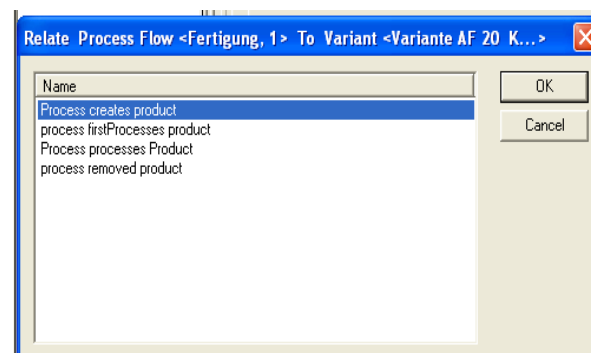 Relate Process Flow <Fertigung, 1> To Variant <Variante AF 20 K...>
Name
OK
Process creates product
Cancel
process firstProcesses product
Process processes Product
process removed product